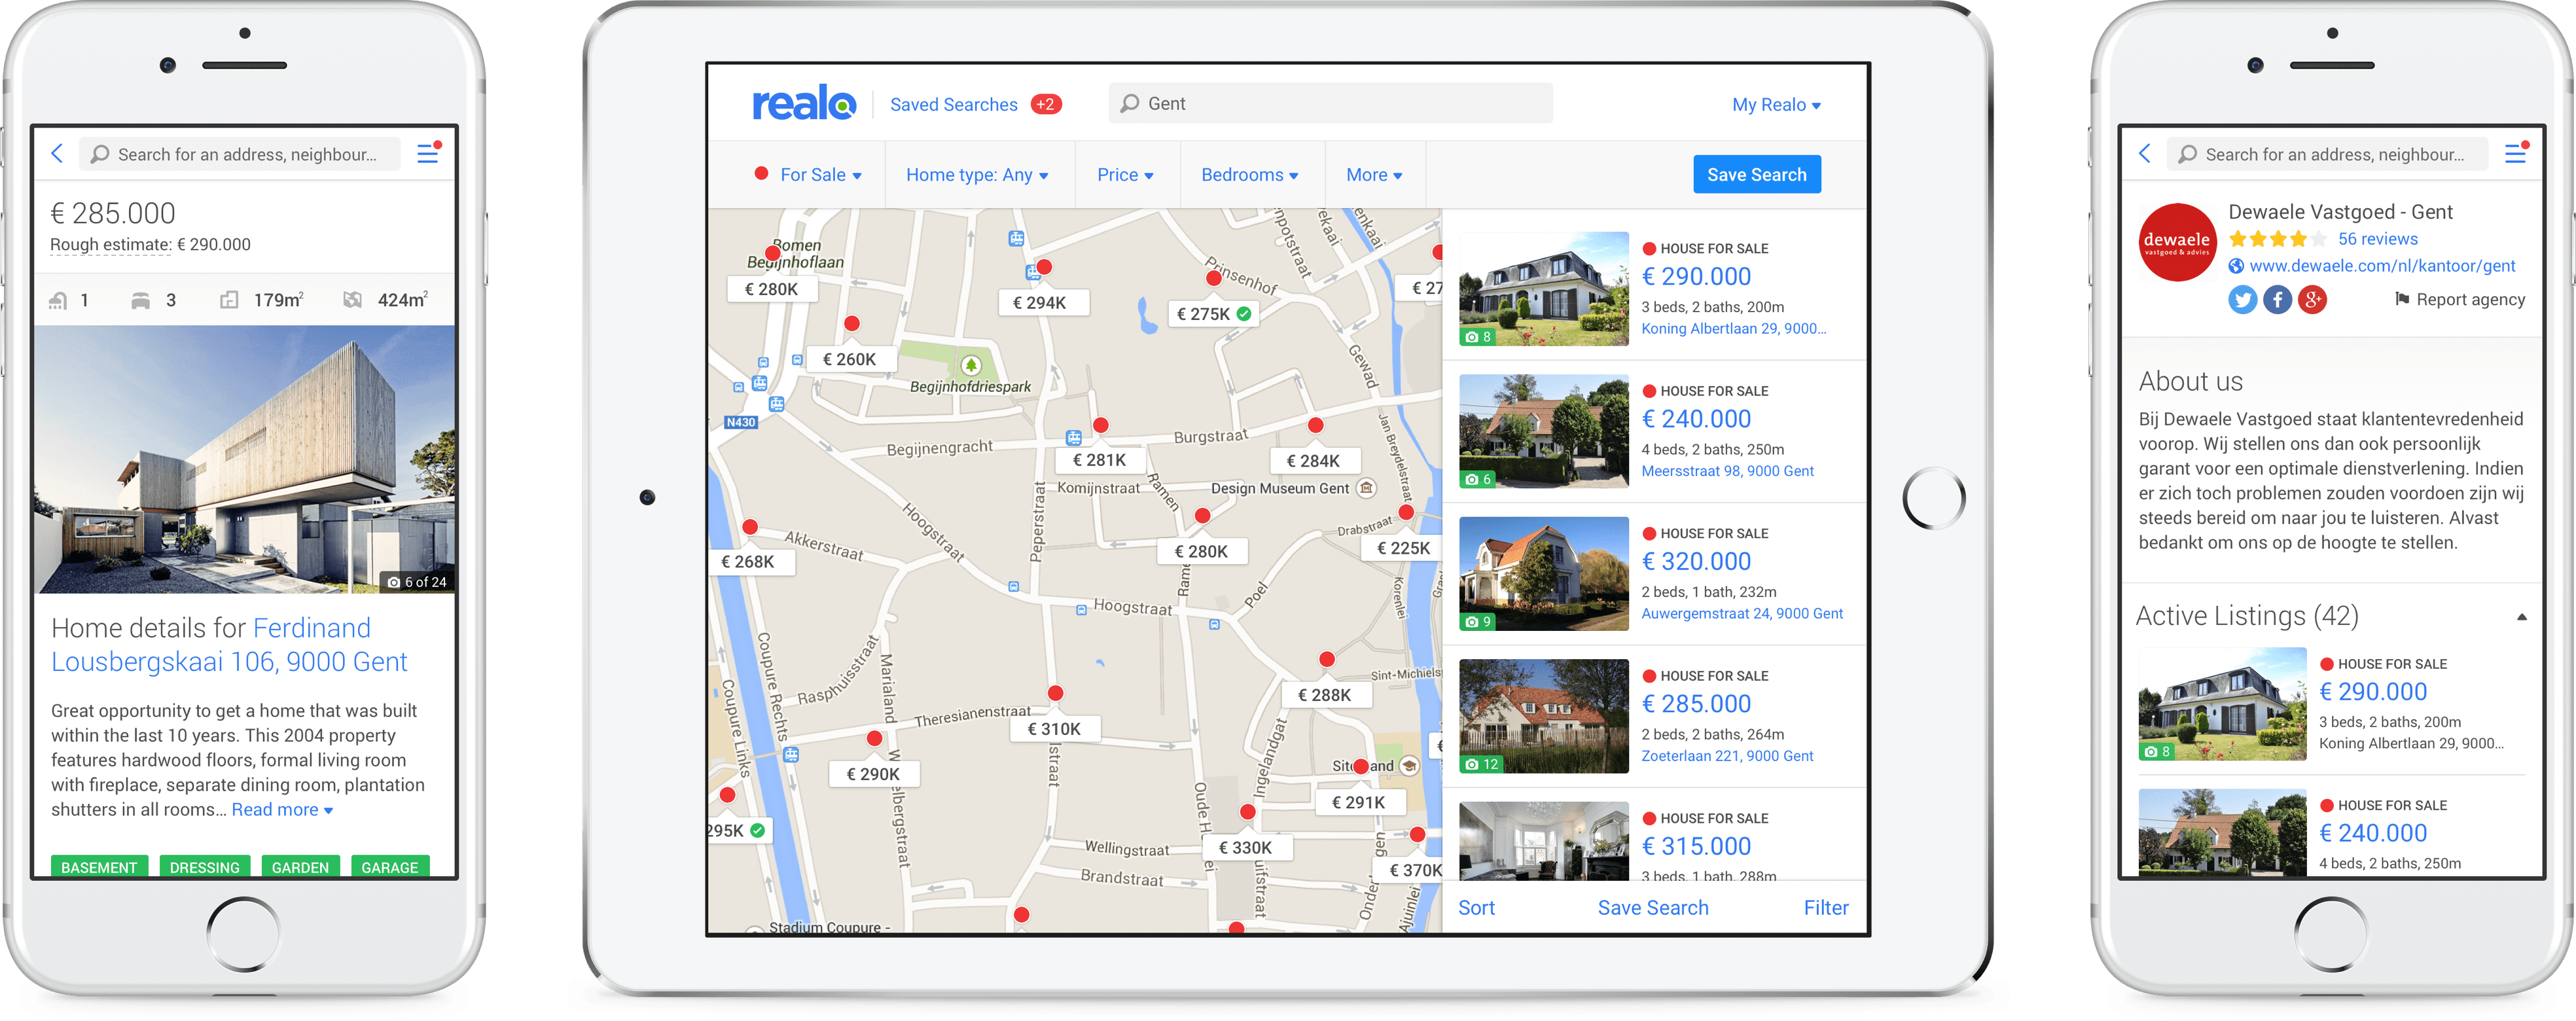 Search for an address, neighbour...
€ 285.000
Rough estimate: € 290.000
1 3 179m² 424m²
6 of 24
Home details for Ferdinand
Lousbergskaai 106, 9000 Gent
Great opportunity to get a home that was built
within the last 10 years. This 2004 property
features hardwood floors, formal living room
with fireplace, separate dining room, plantation
shutters in all rooms... Read more
BASEMENT DRESSING GARDEN GARAGE
realo Saved Searches +2 Gent My Realo
For Sale Home type: Any Price Bedrooms More Save Search
Bomen
Begijnhoflaan
€ 280K
€ 294K
Prinsenhof
€ 275K
€ 27
€ 260K
Begijnhofdriespark
Gewad
N430
Begijnengracht
Burgstraat
Jan Breydelstraat
€ 281K
€ 284K
Komijnstraat
Ramen
Design Museum Gent
Peperstraat
Hoogstraat
Akkerstraat
Drabstraat
€ 268K
€ 280K
€ 225K
Rame
Poel
Korenlei
Hoogstraat
Coupure Rechts
Rasphuisstraat
Marialand
Sint-Michiels
€ 288K
Coupure Links
Theresianenstraat
€ 310K
lstraat
€ 290K
Ingelandgat
€ 291K
295K
elbergstraat
Oude H
€ 330K
Wellingstraat
uifstraat
€ 370K
Brandstraat
Ajuinlei
Stadium Coupure -
HOUSE FOR SALE
€ 290.000
3 beds, 2 baths, 200m
Koning Albertlaan 29, 9000...
8
HOUSE FOR SALE
€ 240.000
4 beds, 2 baths, 250m
Meersstraat 98, 9000 Gent
6
HOUSE FOR SALE
€ 320.000
2 beds, 1 bath, 232m
Auwergemstraat 24, 9000 Gent
9
HOUSE FOR SALE
€ 285.000
2 beds, 2 baths, 264m
Zoeterlaan 221, 9000 Gent
12
HOUSE FOR SALE
€ 315.000
3 beds, 1 bath, 288m
Sort Save Search Filter
Search for an address, neighbour...
dewaele
vastgoed & advies
Dewaele Vastgoed - Gent
56 reviews
www.dewaele.com/nl/kantoor/gent
Report agency
About us
Bij Dewaele Vastgoed staat klantentevredenheid
voorop. Wij stellen ons dan ook persoonlijk
garant voor een optimale dienstverlening. Indien
er zich toch problemen zouden voordoen zijn wij
steeds bereid om naar jou te luisteren. Alvast
bedankt om ons op de hoogte te stellen.
Active Listings (42)
HOUSE FOR SALE
€ 290.000
3 beds, 2 baths, 200m
Koning Albertlaan 29, 9000...
8
HOUSE FOR SALE
€ 240.000
4 beds, 2 baths, 250m